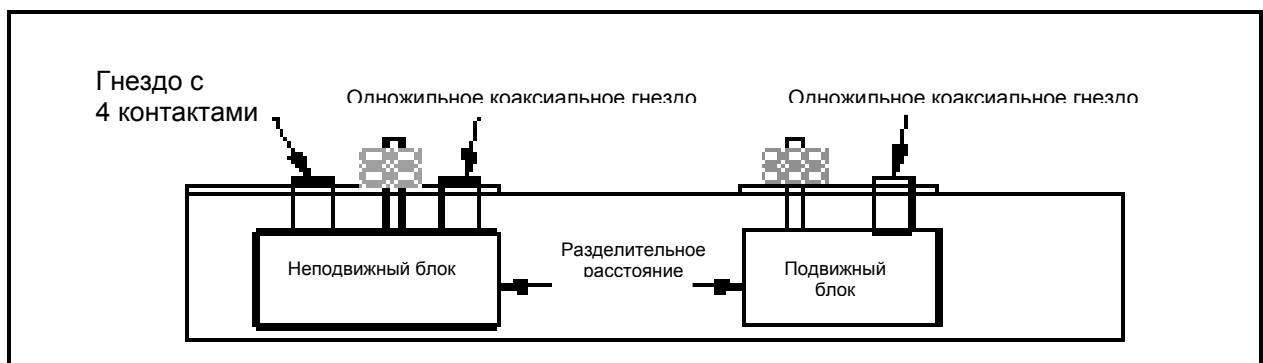 Гнездо с
4 контактами
Одножильное коаксиальное гнездо
Одножильное коаксиальное гнездо
Неподвижный блок
Разделительное
расстояние
Подвижный
блок